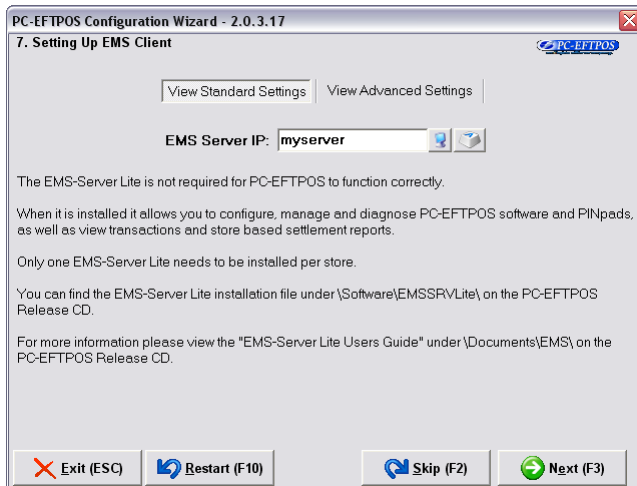 PC-EFTPOS Configuration Wizard - 2.0.3.17
7. Setting Up EMS Client
PC-EFTPOS
View Standard Settings
View Advanced Settings
EMS Server IP: myserver
The EMS-Server Lite is not required for PC-EFTPOS to function correctly.
When it is installed it allows you to configure, manage and diagnose PC-EFTPOS software and PINpads,
as well as view transactions and store based settlement reports.
Only one EMS-Server Lite needs to be installed per store.
You can find the EMS-Server Lite installation file under \Software\EMSSRVLite\ on the PC-EFTPOS
Release CD.
For more information please view the "EMS-Server Lite Users Guide" under \Documents\EMS\ on the
PC-EFTPOS Release CD.
Exit (ESC)
Restart (F10)
Skip (F2)
Next (F3)